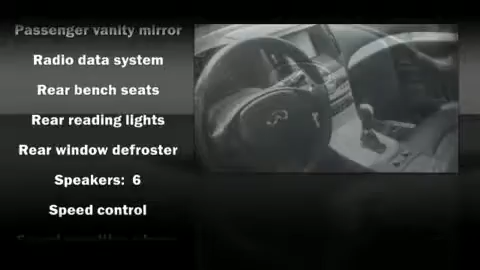 Passenger vanity mirror
Radio data system
Rear bench seats
Rear reading lights
Rear window defroster
Speakers: 6
Speed control